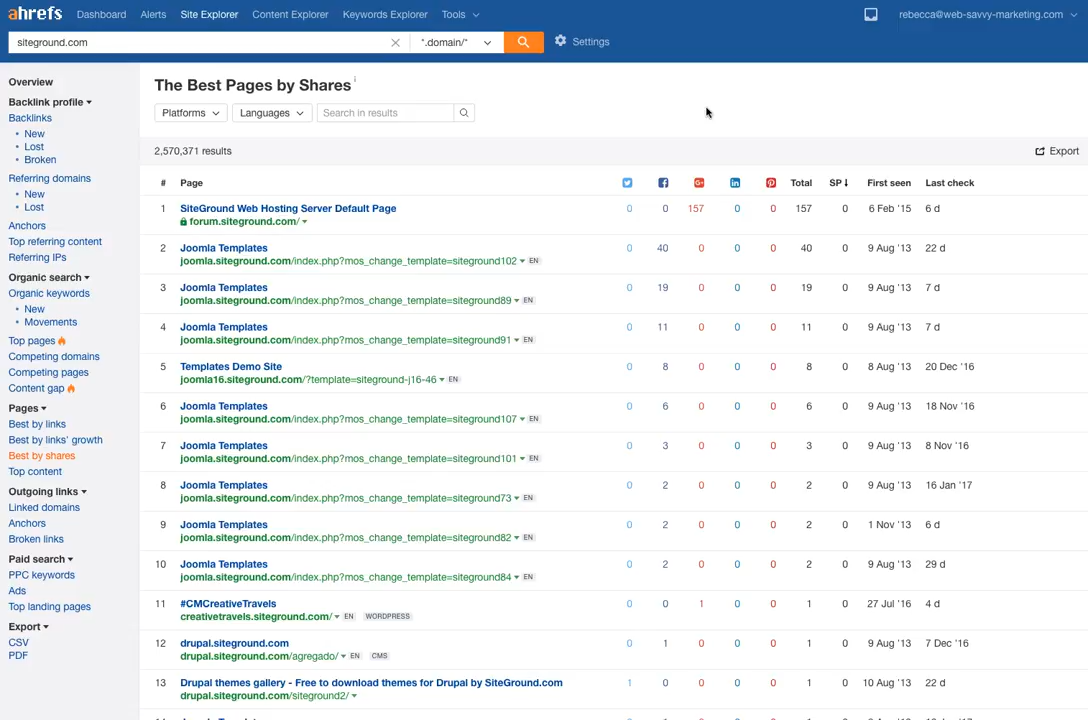 ahrefs Dashboard Alerts Site Explorer Content Explorer Keywords Explorer Tools rebecca@web-savvy-marketing.com
siteground.com *.domain/* Settings
Overview
Backlink profile
Backlinks
• New
• Lost
• Broken
Referring domains
• New
• Lost
Anchors
Top referring content
Referring IPs
Organic search
Organic keywords
• New
• Movements
Top pages
Competing domains
Competing pages
Content gap
Pages
Best by links
Best by links' growth
Best by shares
Top content
Outgoing links
Linked domains
Anchors
Broken links
Paid search
PPC keywords
Ads
Top landing pages
Export
CSV
PDF
The Best Pages by Shares i
Platforms Languages Search in results
2,570,371 results Export
# Page Total SP↓ First seen Last check
1 SiteGround Web Hosting Server Default Page 0 0 157 0 0 157 0 6 Feb '15 6 d
forum.siteground.com/
2 Joomla Templates 0 40 0 0 0 40 0 9 Aug '13 22 d
joomla.siteground.com/index.php?mos_change_template=siteground102 EN
3 Joomla Templates 0 19 0 0 0 19 0 9 Aug '13 7 d
joomla.siteground.com/index.php?mos_change_template=siteground89 EN
4 Joomla Templates 0 11 0 0 0 11 0 9 Aug '13 7 d
joomla.siteground.com/index.php?mos_change_template=siteground91 EN
5 Templates Demo Site 0 8 0 0 0 8 0 8 Aug '13 20 Dec '16
joomla16.siteground.com/?template=siteground-j16-46 EN
6 Joomla Templates 0 6 0 0 0 6 0 9 Aug '13 18 Nov '16
joomla.siteground.com/index.php?mos_change_template=siteground107 EN
7 Joomla Templates 0 3 0 0 0 3 0 9 Aug '13 8 Nov '16
joomla.siteground.com/index.php?mos_change_template=siteground101 EN
8 Joomla Templates 0 2 0 0 0 2 0 9 Aug '13 16 Jan '17
joomla.siteground.com/index.php?mos_change_template=siteground73 EN
9 Joomla Templates 0 2 0 0 0 2 0 1 Nov '13 6 d
joomla.siteground.com/index.php?mos_change_template=siteground82 EN
10 Joomla Templates 0 2 0 0 0 2 0 9 Aug '13 29 d
joomla.siteground.com/index.php?mos_change_template=siteground84 EN
11 #CMCreativeTravels 0 0 1 0 0 1 0 27 Jul '16 4 d
creativetravels.siteground.com/ EN WORDPRESS
12 drupal.siteground.com 0 1 0 0 0 1 0 9 Aug '13 7 Dec '16
drupal.siteground.com/agregado/ EN CMS
13 Drupal themes gallery - Free to download themes for Drupal by SiteGround.com 1 0 0 0 0 1 0 10 Aug '13 22 d
drupal.siteground.com/siteground2/